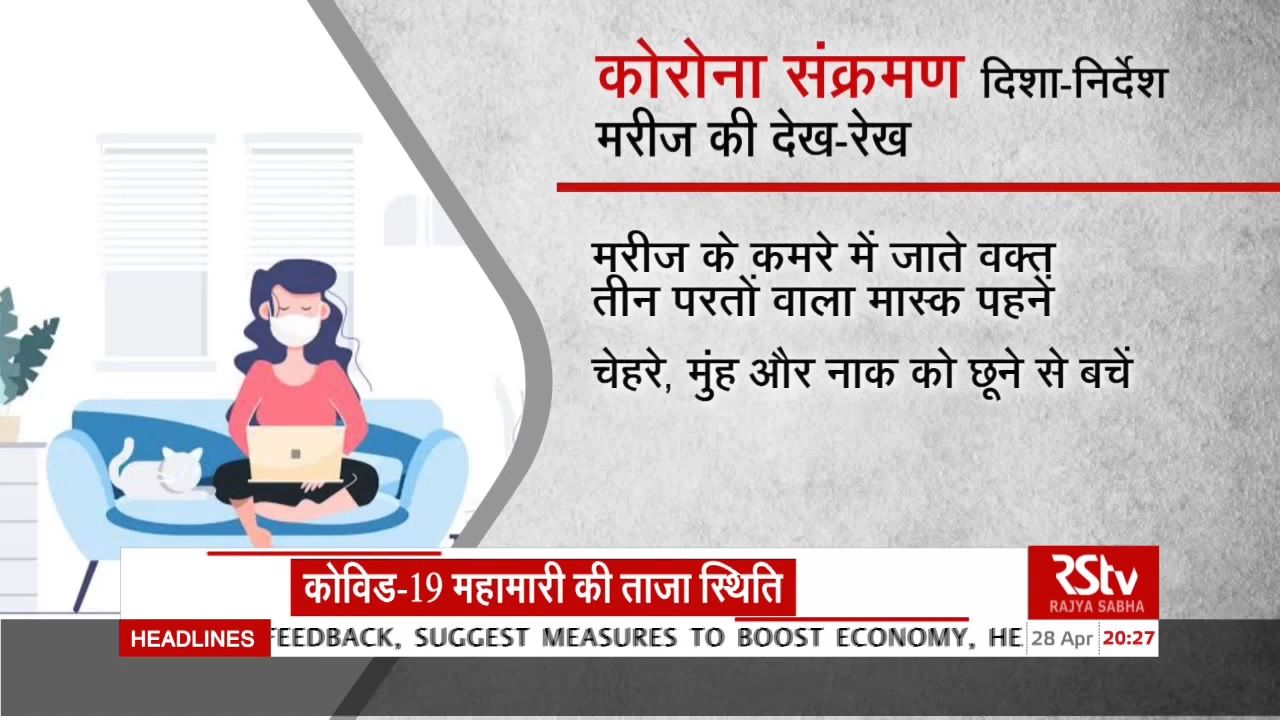 कोरोना संक्रमण दिशा-निर्देश
मरीज की देख-रेख
मरीज के कमरे में जाते वक्त
तीन परतों वाला मास्क पहनें
चेहरे, मुंह और नाक को छूने से बचें
कोविड-19 महामारी की ताजा स्थिति
RStv
RAJYA SABHA
HEADLINES FEEDBACK, SUGGEST MEASURES TO BOOST ECONOMY, HE 28 Apr 20:27